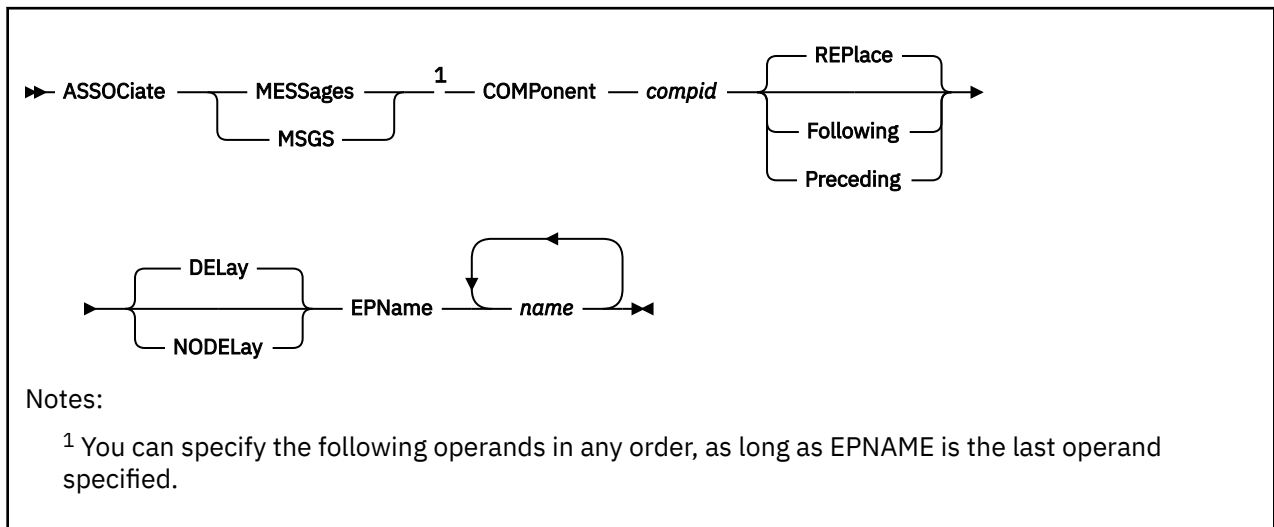 REPlace
ASSOCiate MESSages 1 COMPonent compid
MSGS Following
Preceding
DELay
EPName name
NODELay
Notes:
1 You can specify the following operands in any order, as long as EPNAME is the last operand
specified.